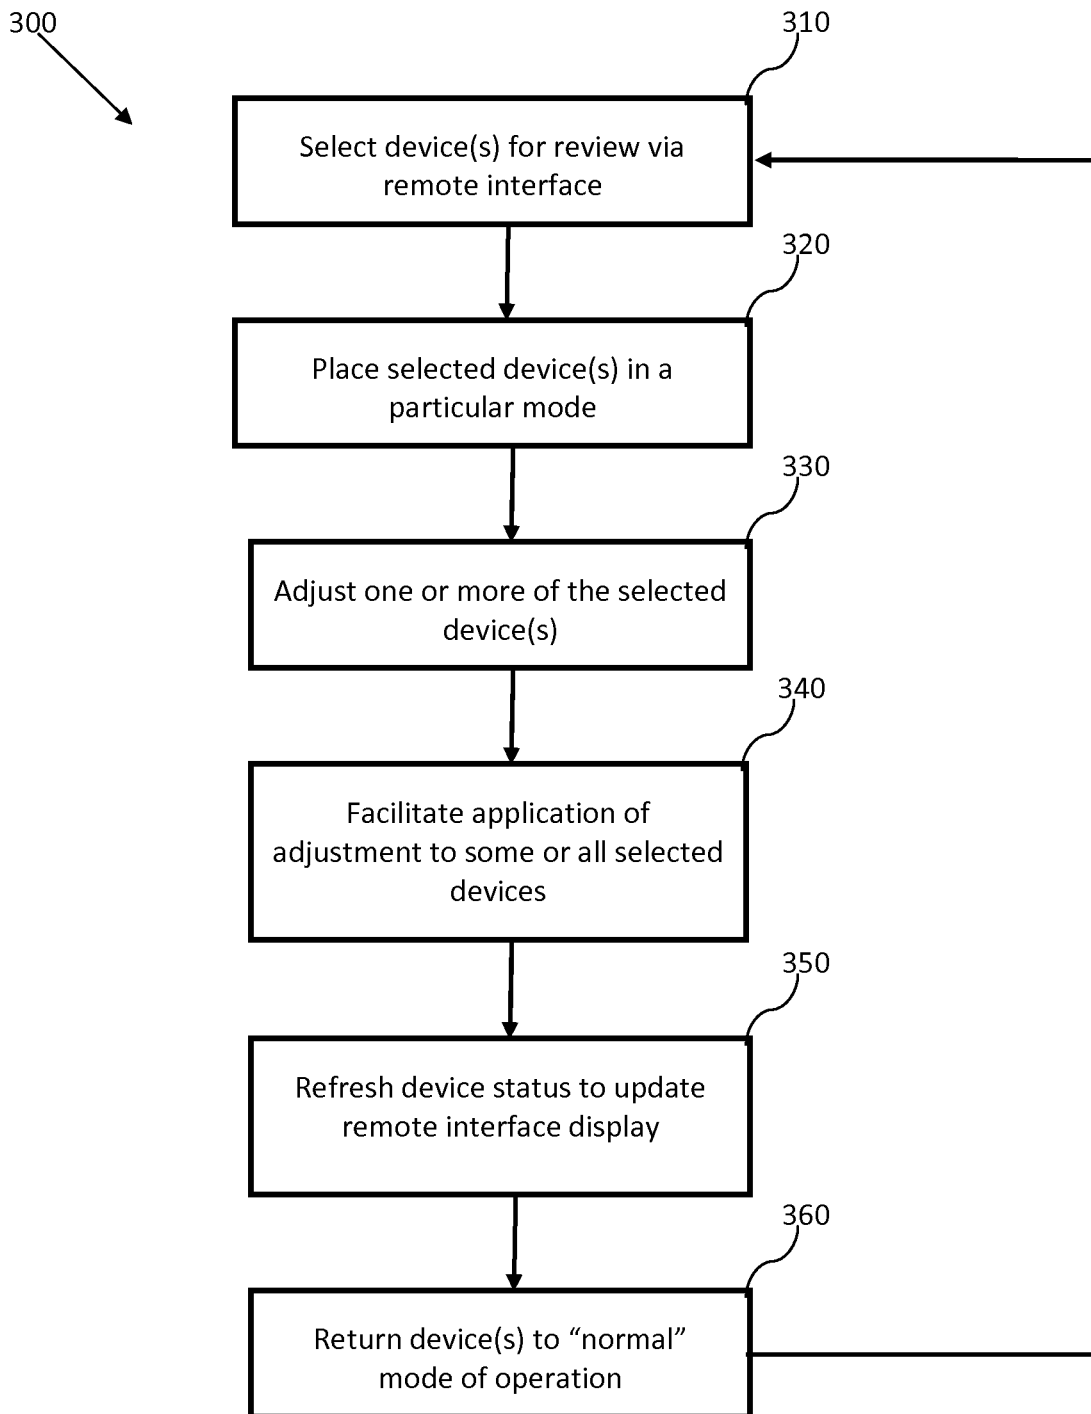 300
310
Select device(s) for review via
remote interface
320
Place selected device(s) in a
particular mode
330
Adjust one or more of the selected
device(s)
340
Facilitate application of
adjustment to some or all selected
devices
350
Refresh device status to update
remote interface display
360
Return device(s) to “normal”
mode of operation